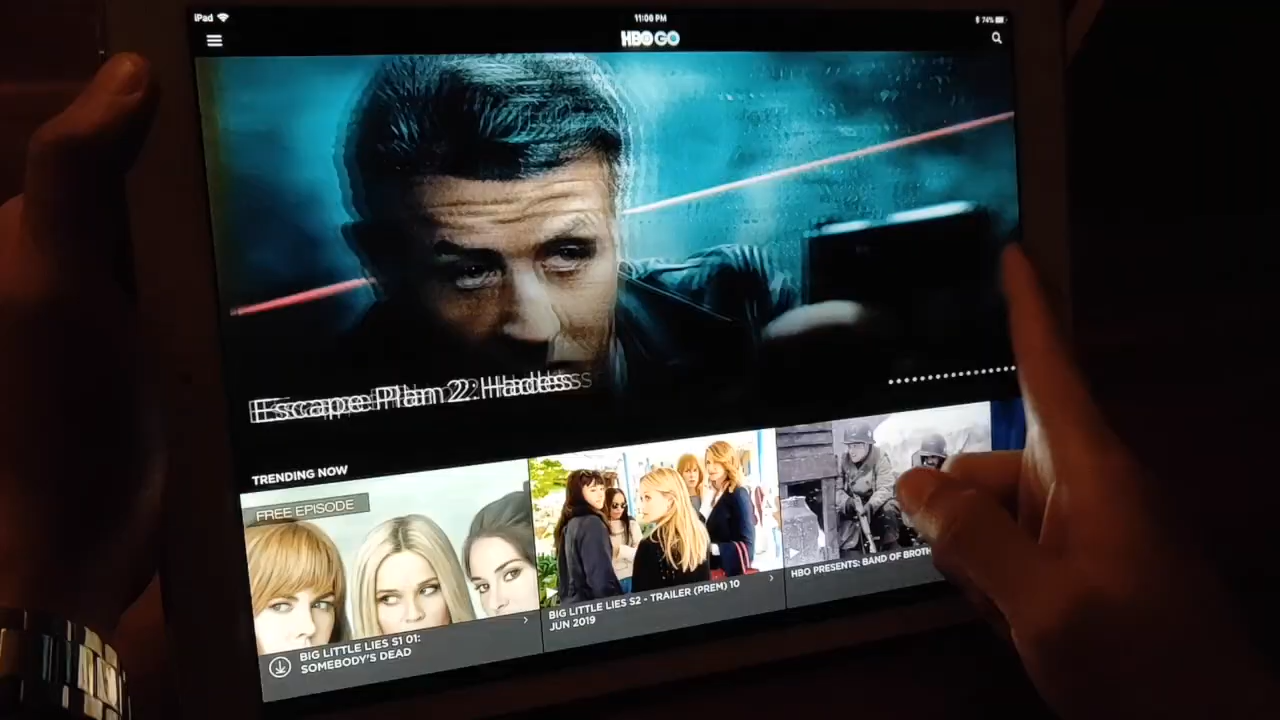 iPad 11:06 PM 74%
HBO GO
Escape Plan 2: Hades
TRENDING NOW
FREE EPISODE
BIG LITTLE LIES S1 01:
SOMEBODY'S DEAD
BIG LITTLE LIES S2 - TRAILER (PREM) 10
JUN 2019
HBO PRESENTS: BAND OF BROTH